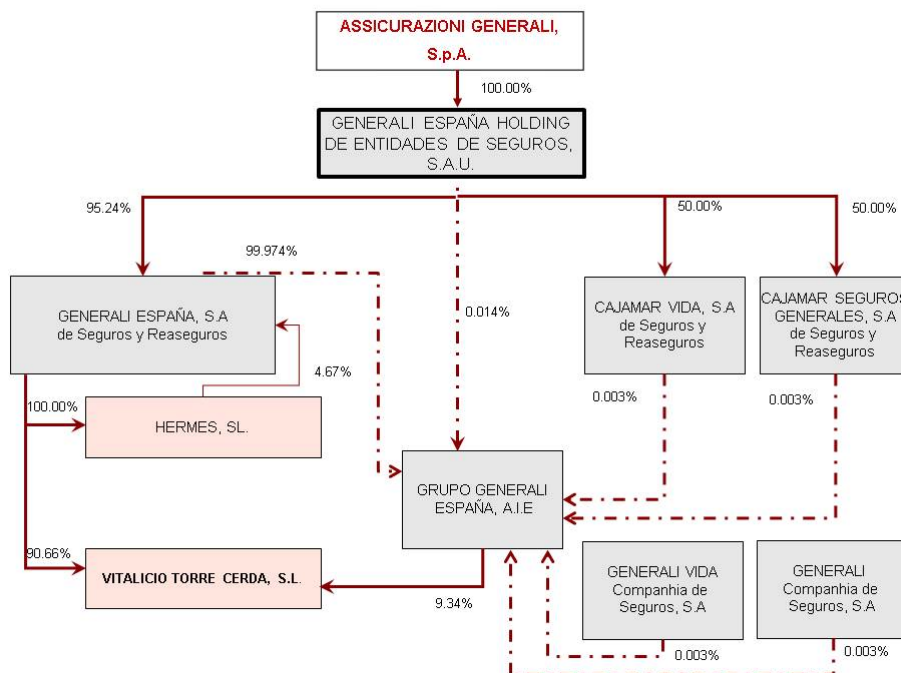 ASSICURAZIONI GENERALI,
S.p.A.
100.00%
GENERALI ESPAÑA HOLDING
DE ENTIDADES DE SEGUROS,
S.A.U.
95.24%
50.00%
50.00%
99.974%
0.014%
GENERALI ESPAÑA, S.A
de Seguros y Reaseguros
CAJAMAR VIDA, S.A
de Seguros y
Reaseguros
CAJAMAR SEGUROS
GENERALES, S.A
de Seguros y
Reaseguros
4.67%
0.003%
0.003%
100.00%
HERMES, SL.
GRUPO GENERALI
ESPAÑA, A.I.E
90.66%
VITALICIO TORRE CERDA, S.L.
9.34%
GENERALI VIDA
Companhia de
Seguros, S.A
GENERALI
Companhia de
Seguros, S.A
0.003%
0.003%